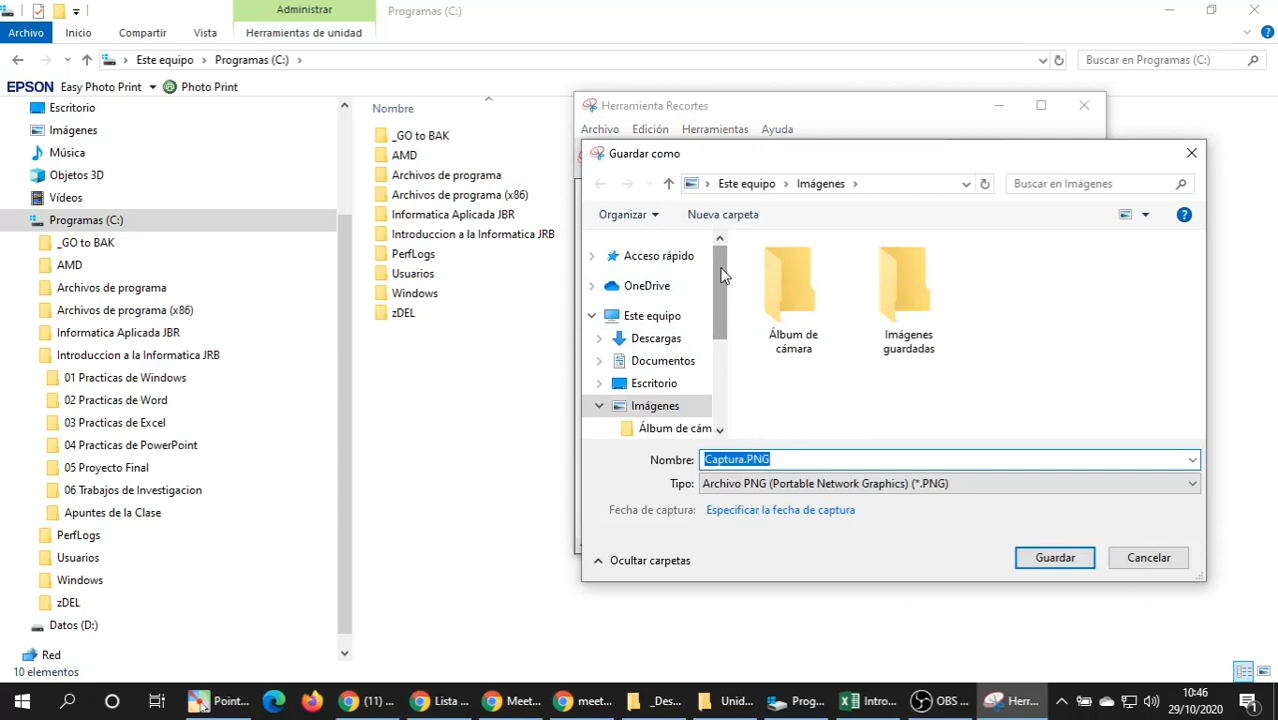 Administrar
Programas (C:)
Archivo
Inicio
Compartir
Vista
Herramientas de unidad
Este equipo
Programas (C:)
Buscar en Programas (C:)
EPSON
Easy Photo Print
Photo Print
Escritorio
Imágenes
Música
Objetos 3D
Vídeos
Programas (C:)
_GO to BAK
AMD
Archivos de programa
Archivos de programa (x86)
Informatica Aplicada JBR
Introduccion a la Informatica JBR
01 Practicas de Windows
02 Practicas de Word
03 Practicas de Excel
04 Practicas de PowerPoint
05 Proyecto Final
06 Trabajos de Investigacion
Apuntes de la Clase
PerfLogs
Usuarios
Windows
zDEL
Datos (D:)
Red
10 elementos
Nombre
_GO to BAK
AMD
Archivos de programa
Archivos de programa (x86)
Informatica Aplicada JBR
Introduccion a la Informatica JBR
PerfLogs
Usuarios
Windows
zDEL
Herramienta Recortes
Archivo
Edición
Herramientas
Ayuda
Guardar como
Este equipo
Imágenes
Buscar en Imágenes
Organizar
Nueva carpeta
Acceso rápido
OneDrive
Este equipo
Descargas
Documentos
Escritorio
Imágenes
Álbum de cám
Álbum de
cámara
Imágenes
guardadas
Nombre:
Captura.PNG
Tipo:
Archivo PNG (Portable Network Graphics) (*.PNG)
Fecha de captura:
Especificar la fecha de captura
Ocultar carpetas
Guardar
Cancelar
Point...
(11) ...
Lista ...
Meet...
meet...
_Des...
Unid...
Prog...
Intro...
OBS ...
Herr...
10:46
29/10/2020
1